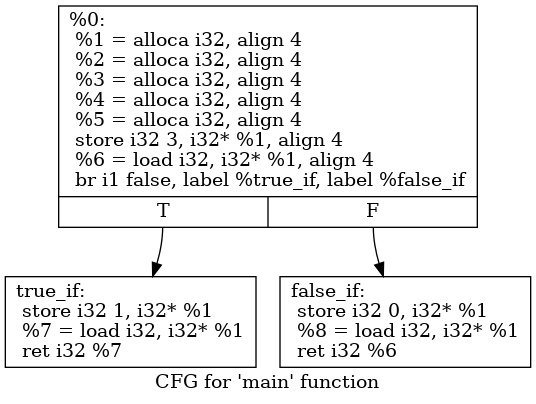 %0:
%1 = alloca i32, align 4
%2 = alloca i32, align 4
%3 = alloca i32, align 4
%4 = alloca i32, align 4
%5 = alloca i32, align 4
store i32 3, i32* %1, align 4
%6 = load i32, i32* %1, align 4
br i1 false, label %true_if, label %false_if
T
F
true_if:
store i32 1, i32* %1
%7 = load i32, i32* %1
ret i32 %7
false_if:
store i32 0, i32* %1
%8 = load i32, i32* %1
ret i32 %6
CFG for 'main' function